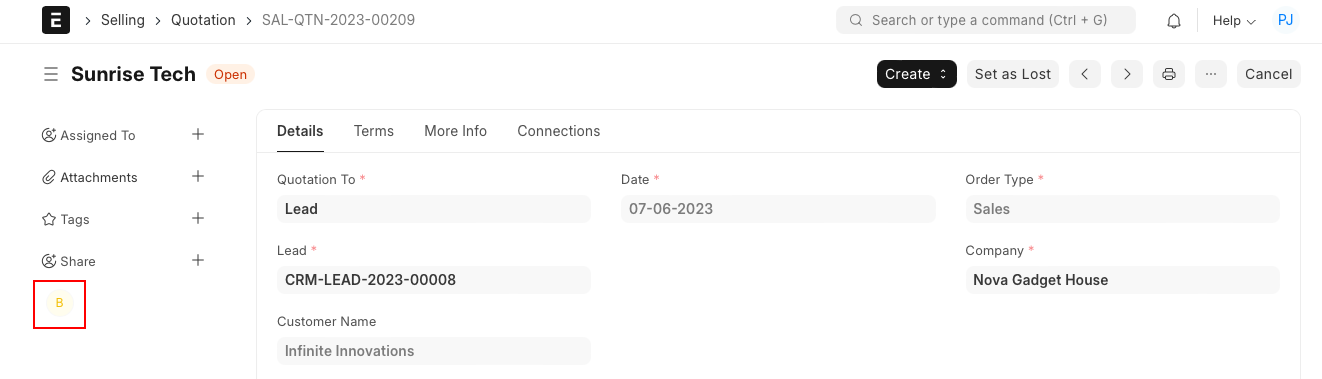 E Selling Quotation SAL-QTN-2023-00209 Search or type a command (Ctrl + G) Help PJ
Sunrise Tech Open Create Set as Lost ··· Cancel
Assigned To
Attachments
Tags
Share
B
Details Terms More Info Connections
Quotation To * Date * Order Type *
Lead 07-06-2023 Sales
Lead * Company *
CRM-LEAD-2023-00008 Nova Gadget House
Customer Name
Infinite Innovations